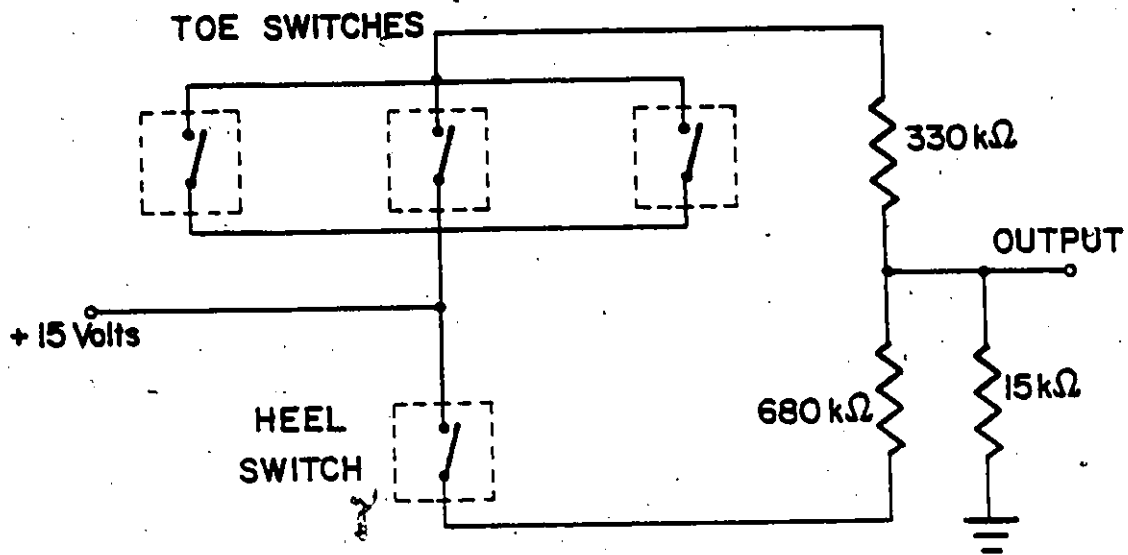 TOE SWITCHES
330 kΩ
OUTPUT
+ 15 Volts
680 kΩ
15 kΩ
HEEL
SWITCH